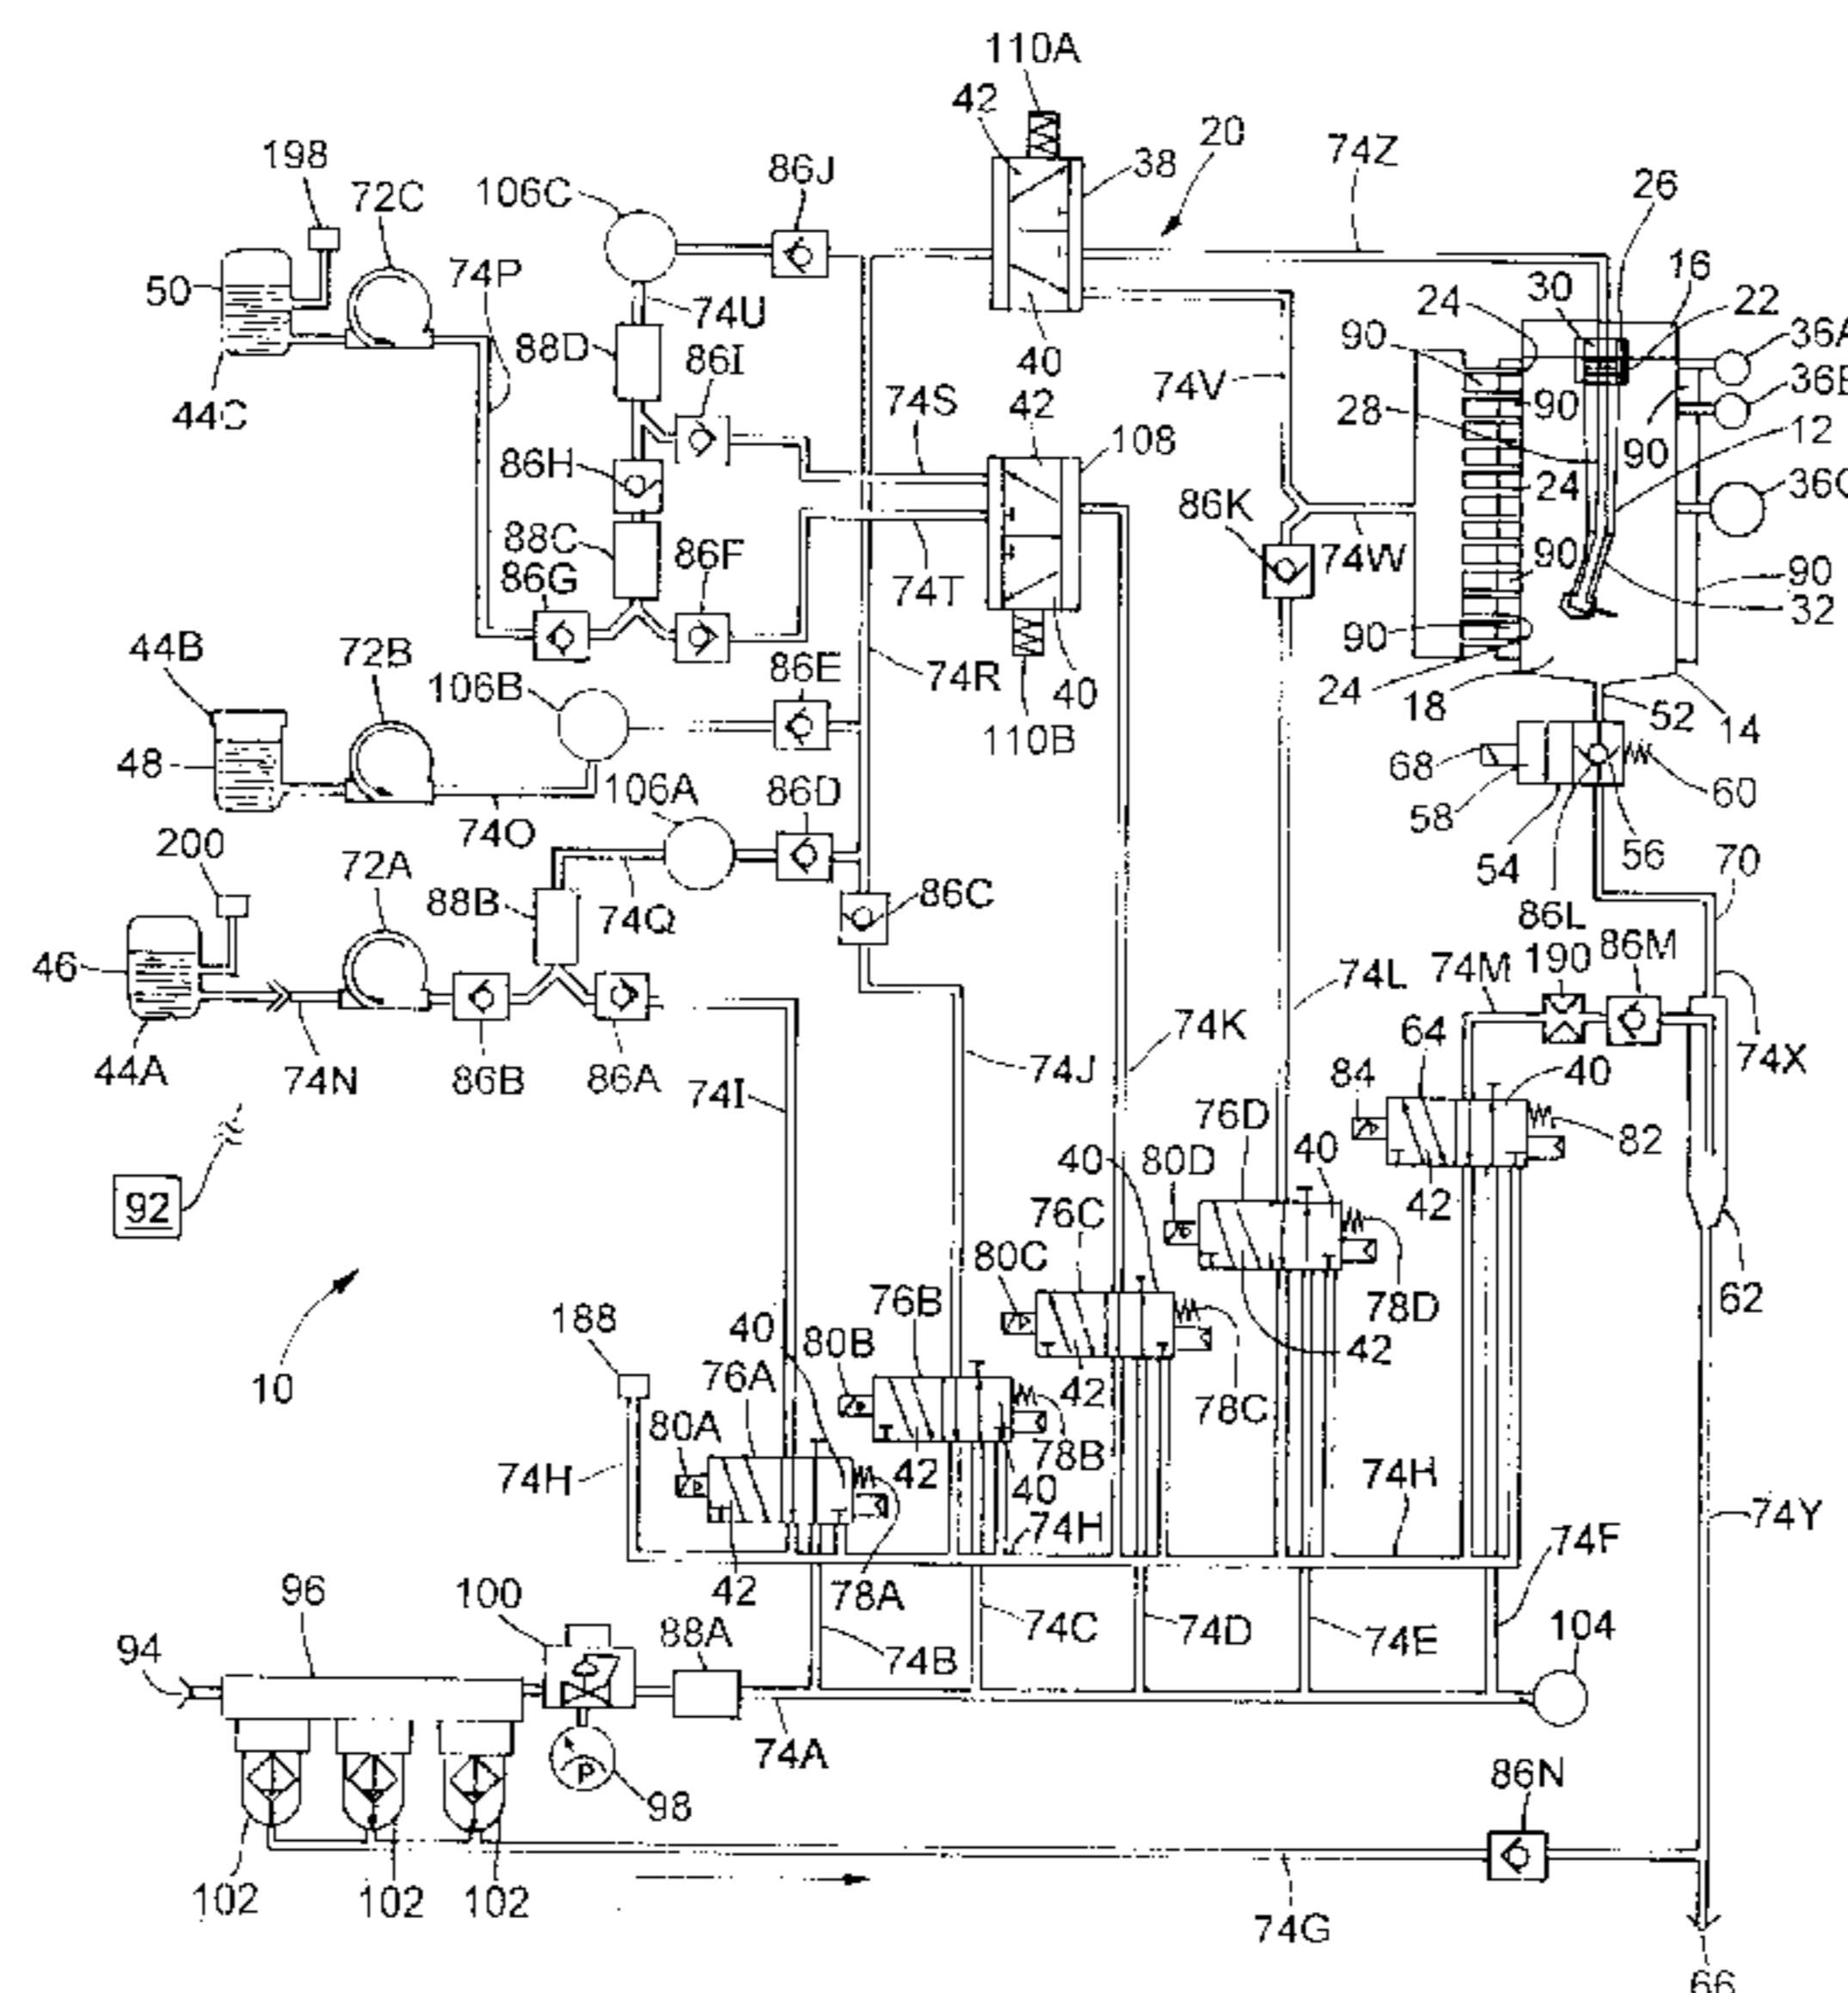 110A
42
20
198
86J
38
74Z
72C
106C
26
74P
50
74U
30
16
24
22
88D
86I
90
36A
40
74V
42
44C
74S
28
90
36B
12
108
90
86H
86K
24
36C
88C
86F
86G
74T
74W
90
90
32
44B
72B
86E
90
106B
74R
40
24
18
52
14
110B
48
68
60
106A
86D
58
74O
54
56
70
200
72A
88B
86C
86L
74Q
190
86M
46
74M
74L
64
74K
44A
74N
86B
86A
74J
74X
40
74I
84
76D
82
40
80D
40
92
42
76C
80C
62
76B
78D
188
40
80B
42
10
76A
42
78C
80A
78B
74H
42
40
74H
74H
74Y
74F
96
100
42
78A
88A
104
94
74C
74D
74E
74B
74A
86N
P
98
102
102
102
74G
66